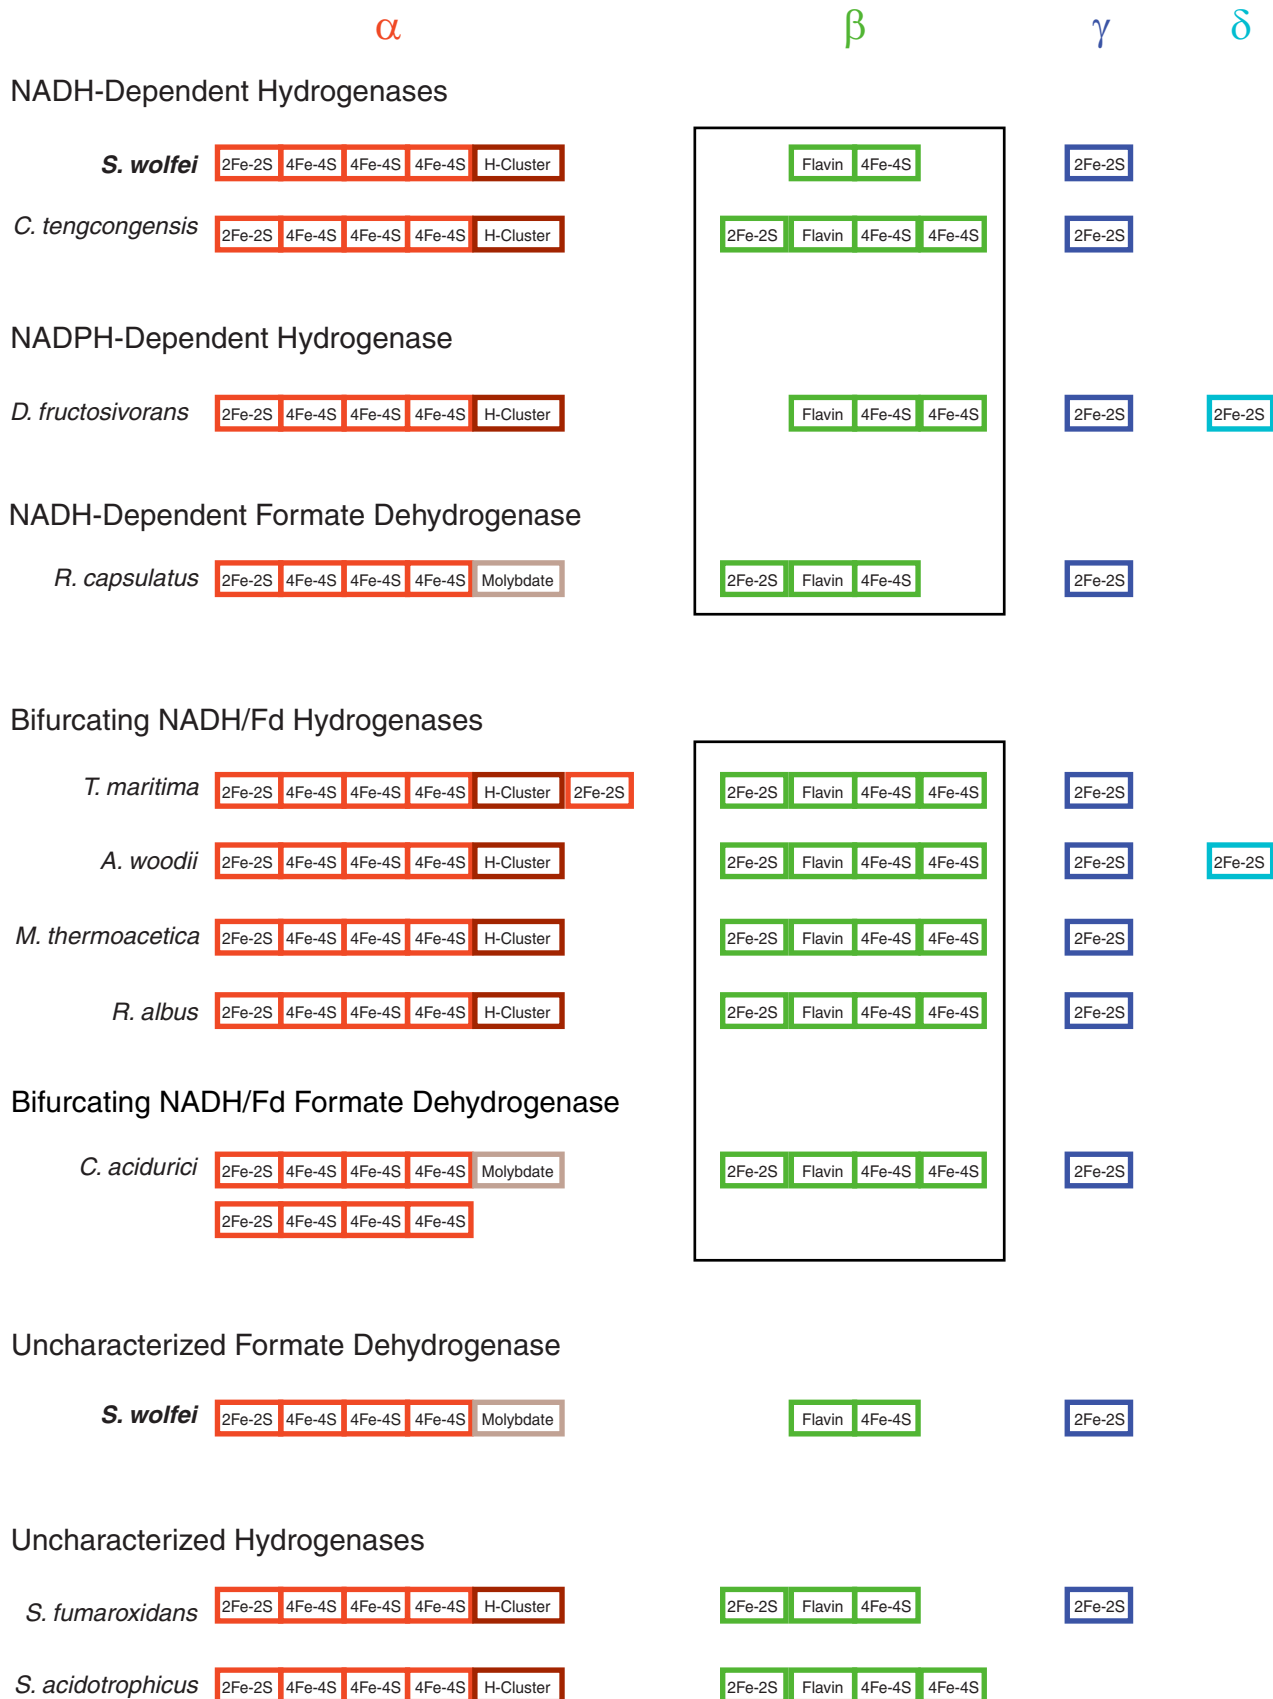 α β γ δ
NADH-Dependent Hydrogenases
S. wolfei 2Fe-2S 4Fe-4S 4Fe-4S 4Fe-4S H-Cluster Flavin 4Fe-4S 2Fe-2S
C. tengcongensis 2Fe-2S 4Fe-4S 4Fe-4S 4Fe-4S H-Cluster 2Fe-2S Flavin 4Fe-4S 4Fe-4S 2Fe-2S
NADPH-Dependent Hydrogenase
D. fructosivorans 2Fe-2S 4Fe-4S 4Fe-4S 4Fe-4S H-Cluster Flavin 4Fe-4S 4Fe-4S 2Fe-2S 2Fe-2S
NADH-Dependent Formate Dehydrogenase
R. capsulatus 2Fe-2S 4Fe-4S 4Fe-4S 4Fe-4S Molybdate 2Fe-2S Flavin 4Fe-4S 2Fe-2S
Bifurcating NADH/Fd Hydrogenases
T. maritima 2Fe-2S 4Fe-4S 4Fe-4S 4Fe-4S H-Cluster 2Fe-2S 2Fe-2S Flavin 4Fe-4S 4Fe-4S 2Fe-2S
A. woodii 2Fe-2S 4Fe-4S 4Fe-4S 4Fe-4S H-Cluster 2Fe-2S Flavin 4Fe-4S 4Fe-4S 2Fe-2S 2Fe-2S
M. thermoacetica 2Fe-2S 4Fe-4S 4Fe-4S 4Fe-4S H-Cluster 2Fe-2S Flavin 4Fe-4S 4Fe-4S 2Fe-2S
R. albus 2Fe-2S 4Fe-4S 4Fe-4S 4Fe-4S H-Cluster 2Fe-2S Flavin 4Fe-4S 4Fe-4S 2Fe-2S
Bifurcating NADH/Fd Formate Dehydrogenase
C. acidurici 2Fe-2S 4Fe-4S 4Fe-4S 4Fe-4S Molybdate 2Fe-2S Flavin 4Fe-4S 4Fe-4S 2Fe-2S
2Fe-2S 4Fe-4S 4Fe-4S 4Fe-4S
Uncharacterized Formate Dehydrogenase
S. wolfei 2Fe-2S 4Fe-4S 4Fe-4S 4Fe-4S Molybdate Flavin 4Fe-4S 2Fe-2S
Uncharacterized Hydrogenases
S. fumaroxidans 2Fe-2S 4Fe-4S 4Fe-4S 4Fe-4S H-Cluster 2Fe-2S Flavin 4Fe-4S 2Fe-2S
S. acidotrophicus 2Fe-2S 4Fe-4S 4Fe-4S 4Fe-4S H-Cluster 2Fe-2S Flavin 4Fe-4S 4Fe-4S